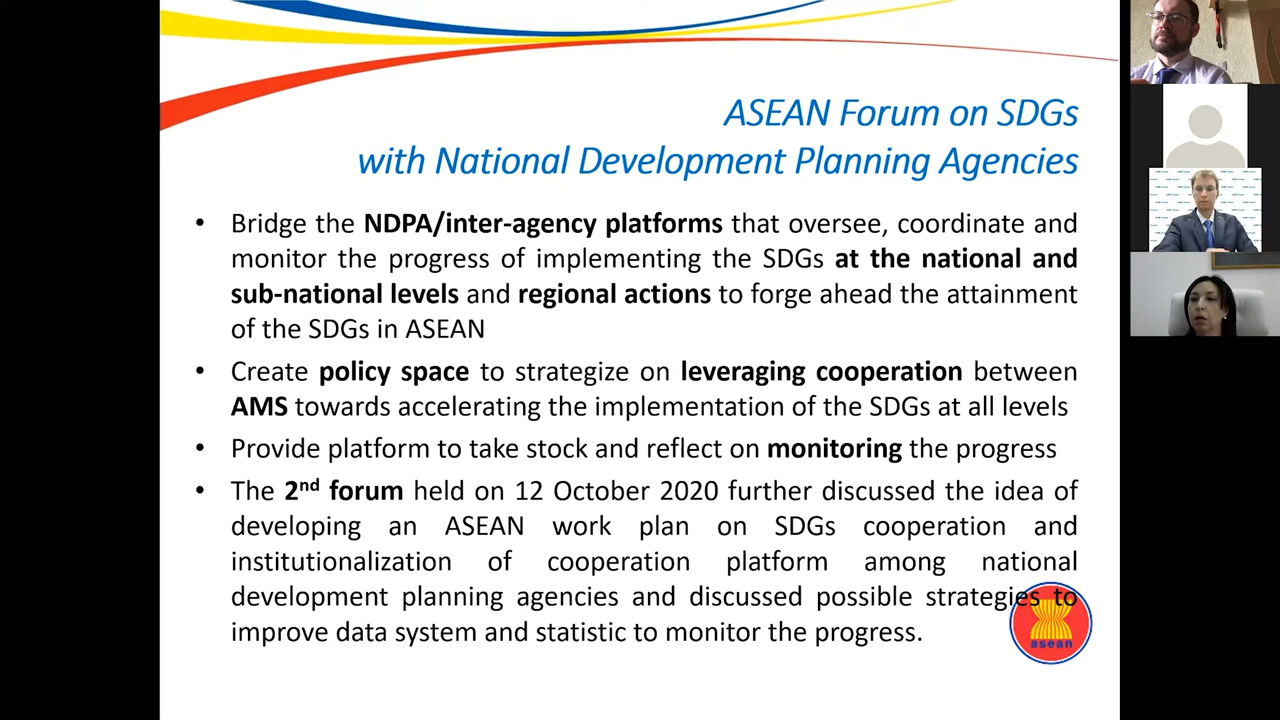 ASEAN Forum on SDGs
with National Development Planning Agencies
• Bridge the NDPA/inter-agency platforms that oversee, coordinate and
monitor the progress of implementing the SDGs at the national and
sub-national levels and regional actions to forge ahead the attainment
of the SDGs in ASEAN
• Create policy space to strategize on leveraging cooperation between
AMS towards accelerating the implementation of the SDGs at all levels
• Provide platform to take stock and reflect on monitoring the progress
• The 2nd forum held on 12 October 2020 further discussed the idea of
developing an ASEAN work plan on SDGs cooperation and
institutionalization of cooperation platform among national
development planning agencies and discussed possible strategies to
improve data system and statistic to monitor the progress.
asean